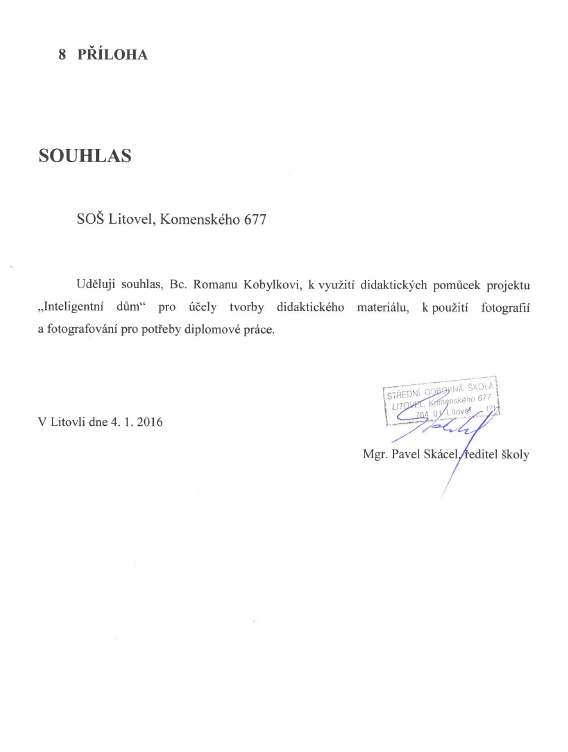 8 PŘÍLOHA
SOUHLAS
SOŠ Litovel, Komenského 677
Uděluji souhlas, Bc. Romanu Kobylkovi, k využití didaktických pomůcek projektu
„Inteligentní dům“ pro účely tvorby didaktického materiálu, k použití fotografií
a fotografování pro potřeby diplomové práce.
STŘEDNÍ ODBORNÁ ŠKOLA
LITOVEL, Komenského 677
784 01 Litovel
V Litovli dne 4. 1. 2016
Mgr. Pavel Skácel, ředitel školy